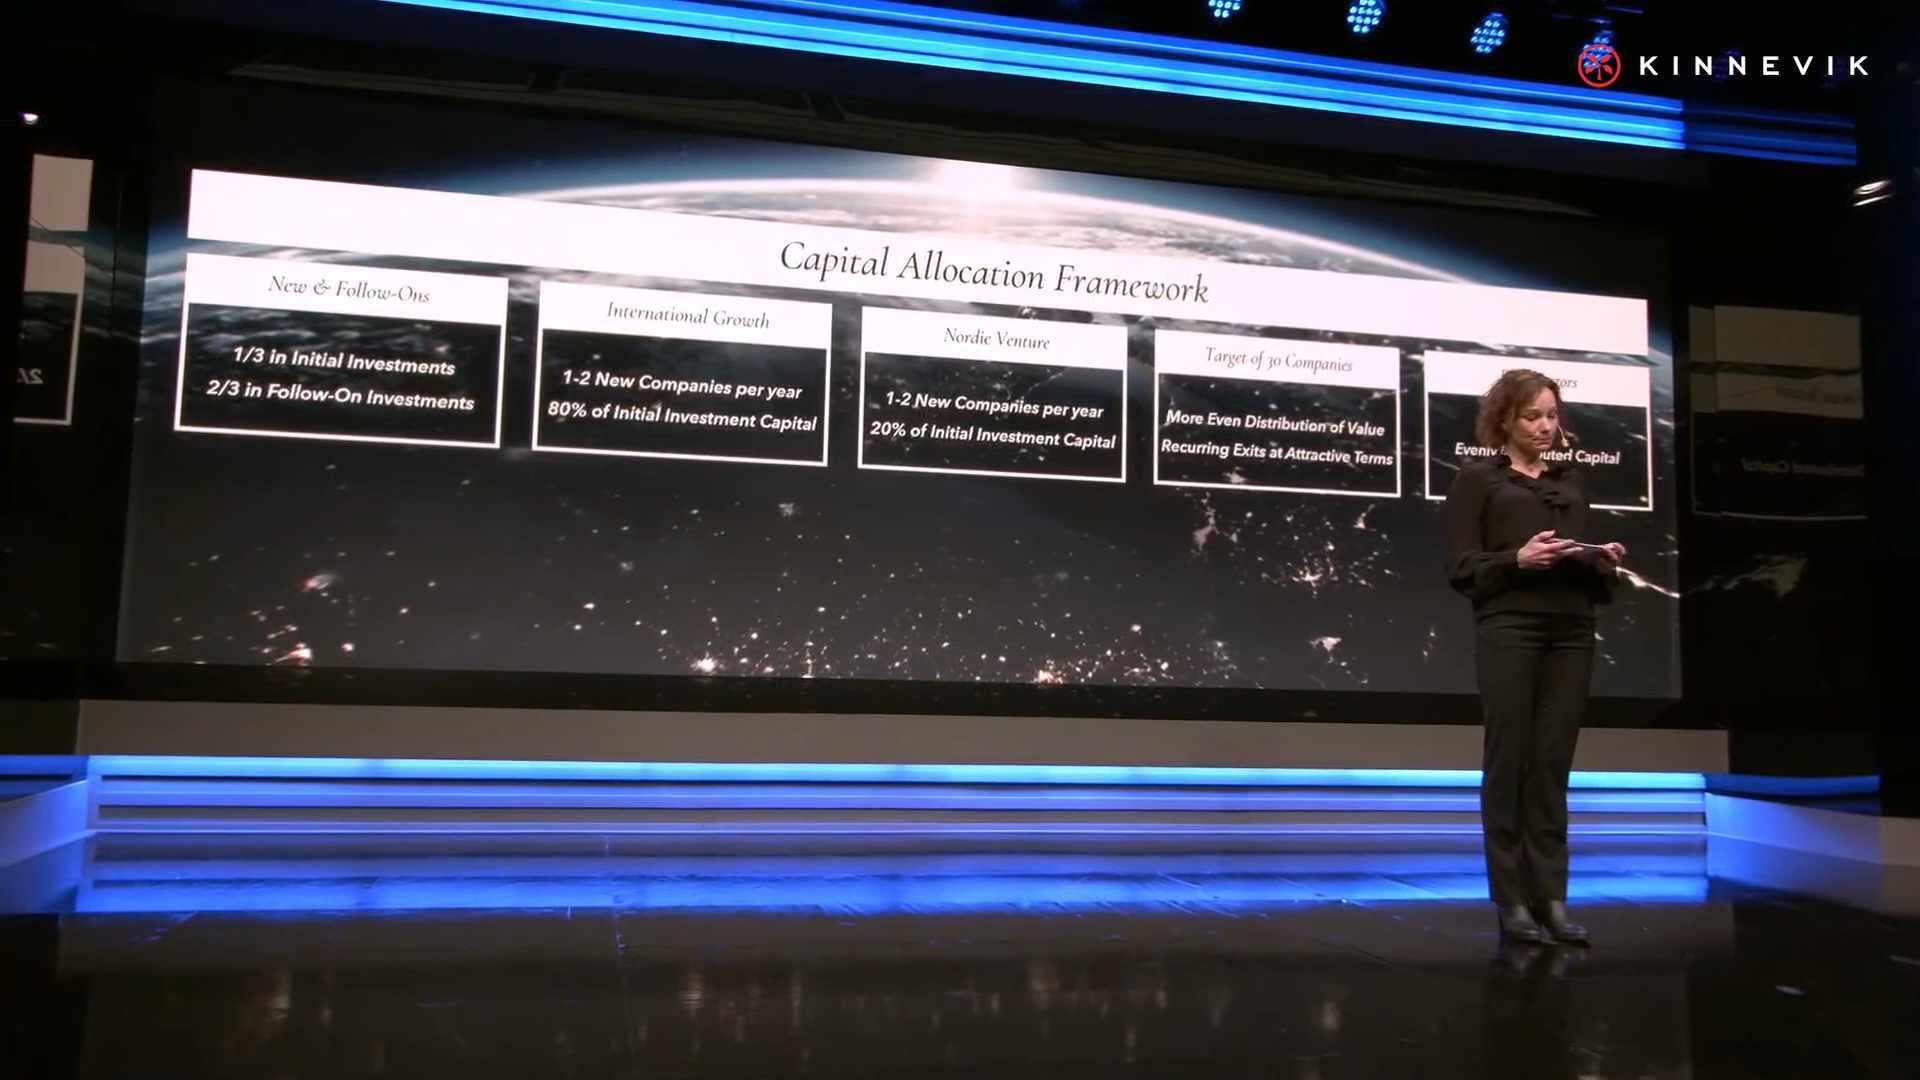 KINNEVIK
Capital Allocation Framework
New & Follow-Ons
1/3 in Initial Investments
2/3 in Follow-On Investments
International Growth
1-2 New Companies per year
80% of Initial Investment Capital
Nordic Venture
1-2 New Companies per year
20% of Initial Investment Capital
Target of 30 Companies
More Even Distribution of Value
Recurring Exits at Attractive Terms
Capital